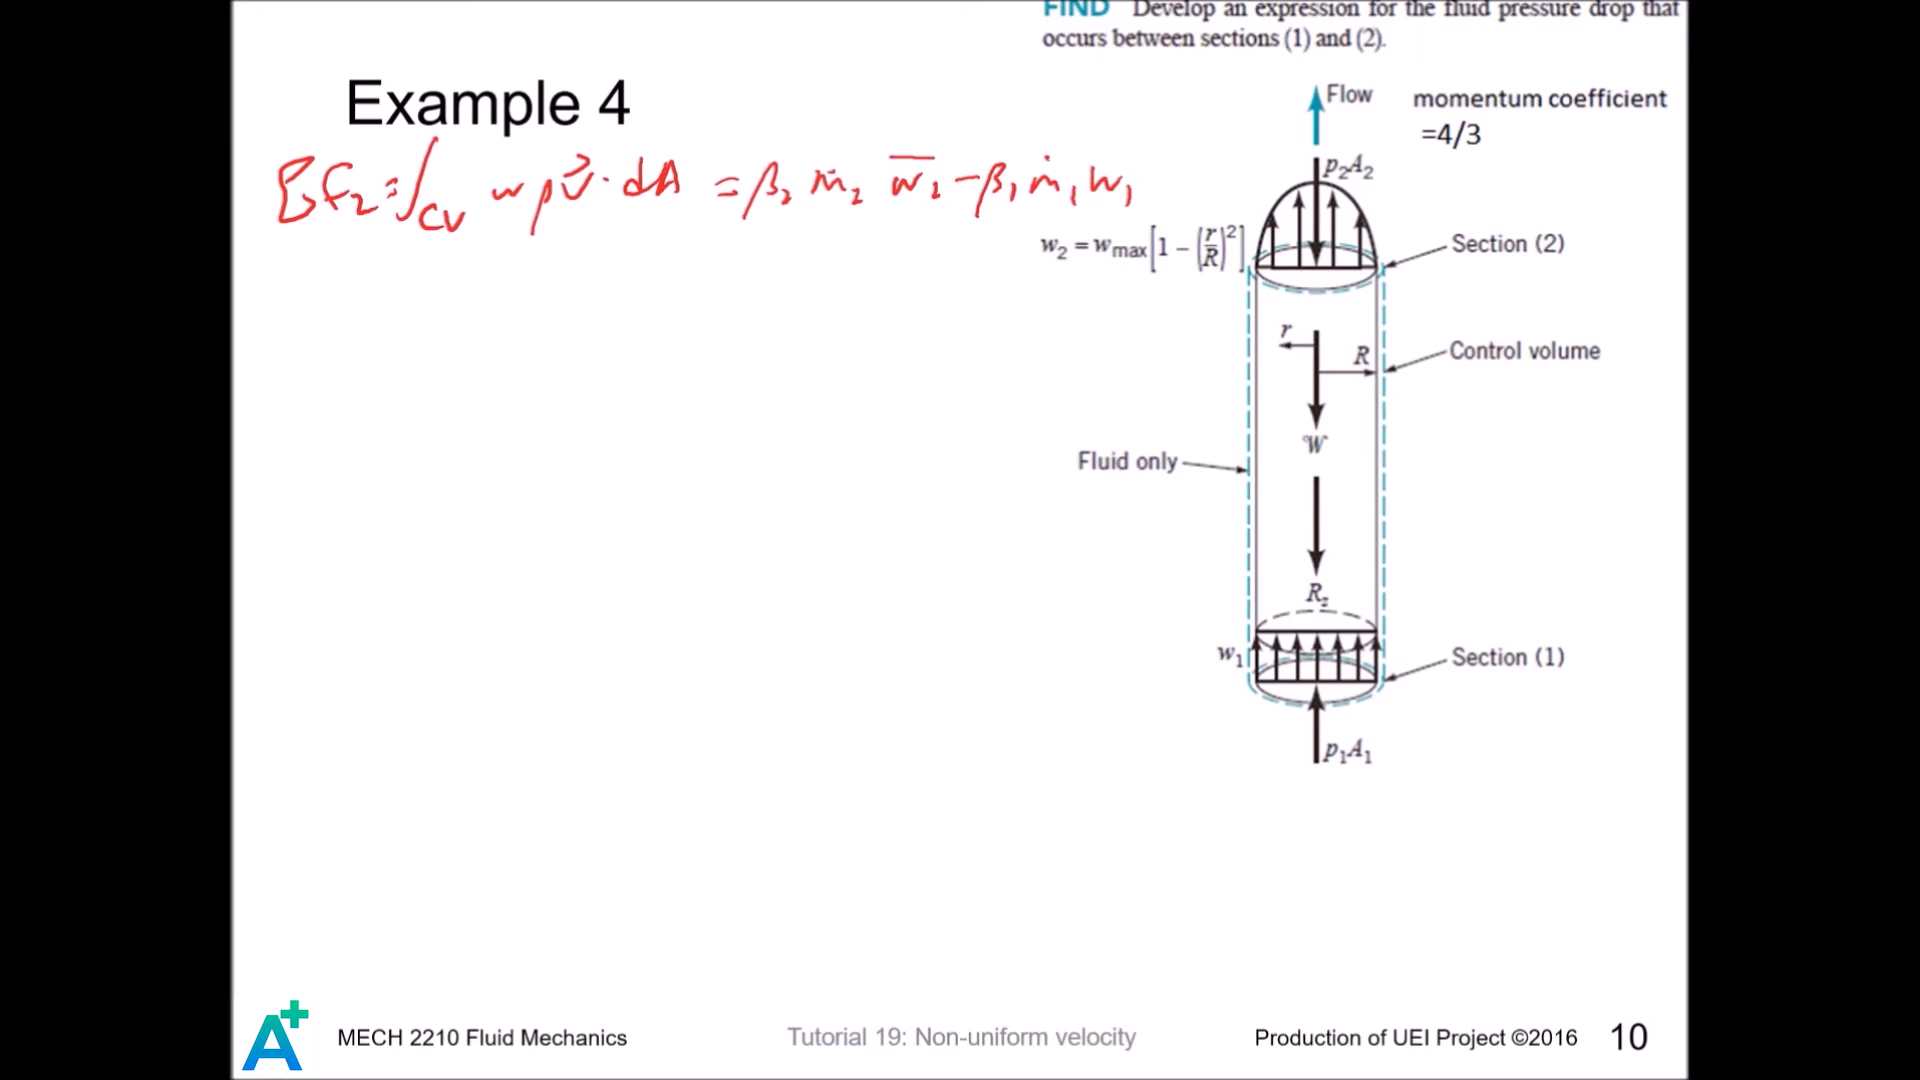 FIND Develop an expression for the fluid pressure drop that
occurs between sections (1) and (2).
Example 4
Flow
momentum coefficient
=4/3
p₂A₂
ΣF₂ = ∫cv w ρ v⃗ · dA = β₂ ṁ₂ w̅₂ − β₁ ṁ₁ w₁
w₂ = wmax[1 − (r/R)²]
Section (2)
r
R
Control volume
𝒲
Fluid only
R_z
w₁
Section (1)
p₁A₁
A+
MECH 2210 Fluid Mechanics
Tutorial 19: Non-uniform velocity
Production of UEI Project ©2016
10